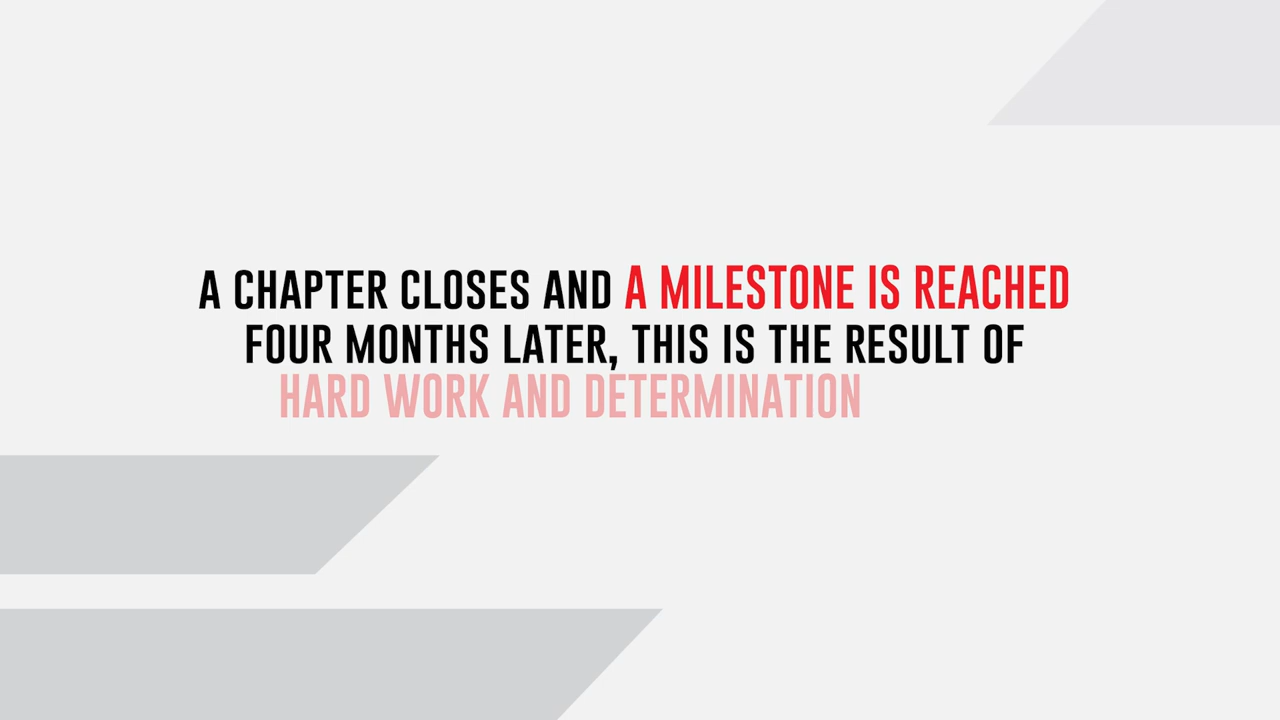 A CHAPTER CLOSES AND A MILESTONE IS REACHED
FOUR MONTHS LATER, THIS IS THE RESULT OF
HARD WORK AND DETERMINATION